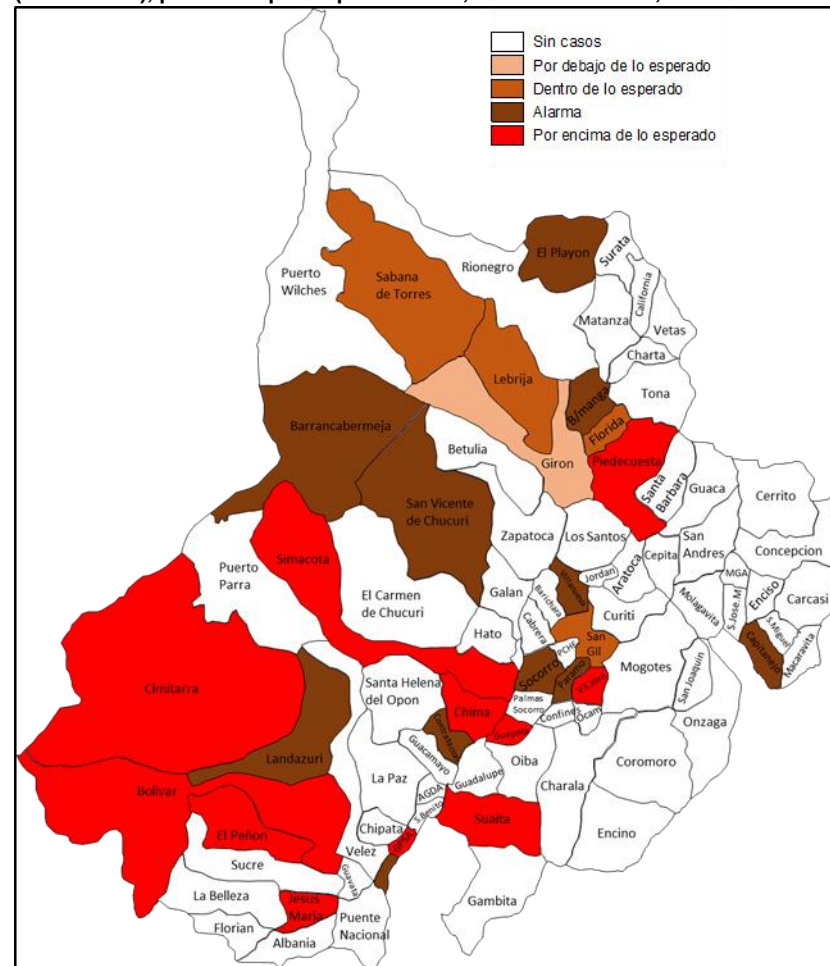 Sin casos
Por debajo de lo esperado
Dentro de lo esperado
Alarma
Por encima de lo esperado
El Playon
Surata
Rionegro
California
Puerto
Wilches
Sabana
de Torres
Matanza
Vetas
Charta
Lebrija
Tona
B/manga
Barrancabermeja
Florida
Betulia
Giron
Piedecuesta
Santa
Barbara
Guaca
Cerrito
San Vicente
de Chucuri
Zapatoca
Los Santos
San
Andres
Simacota
Cepita
Concepcion
Puerto
Parra
Aratoca
Jordan
MGA
El Carmen
de Chucuri
Galan
Barichara
Villanueva
Curiti
Molagavita
S.Jose.M
Enciso
Carcasi
Cabrera
Hato
San
Gil
S.Miguel
Capitanejo
Macaravita
PCHE
Mogotes
San Joaquin
Socorro
Paramo
V.S.Jose
Cimitarra
Santa Helena
del Opon
Chima
Palmas
Socorro
Confines
Ocam
Onzaga
Guapota
Contratacion
Landazuri
Guacamayo
Oiba
Coromoro
La Paz
Guadalupe
Charala
Bolivar
AGDA
S.Benito
Suaita
El Peñon
Chipata
Encino
Velez
GPSA
Sucre
Guavata
La Belleza
Jesus
Maria
Gambita
Puente
Nacional
Florian
Albania